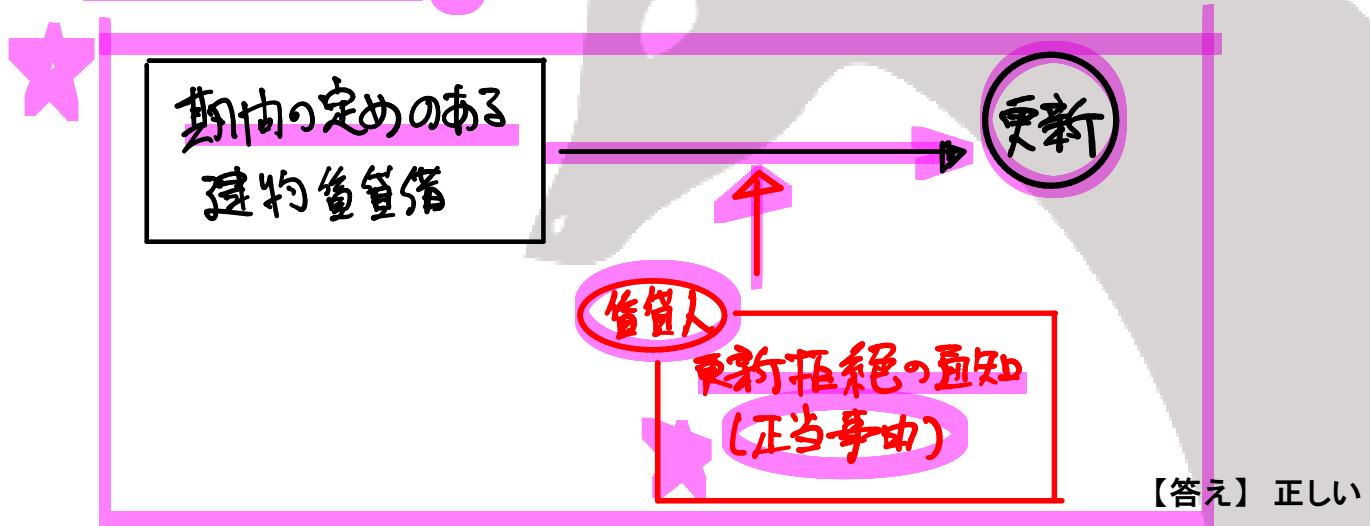 期間の定めのある
建物賃貸借
更新
賃貸人
更新拒絶の通知
(正当事由)
【答え】 正しい